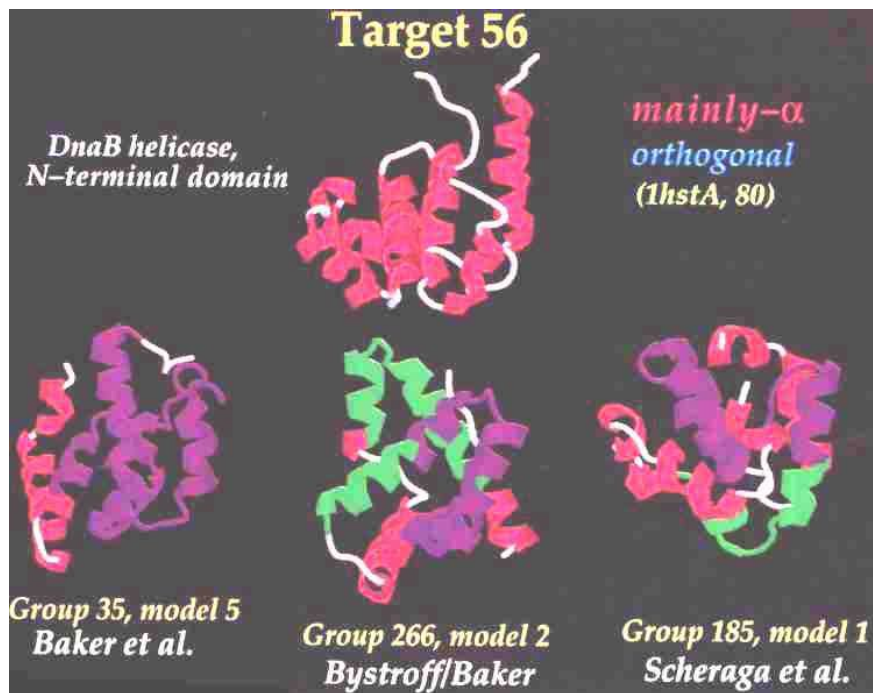 Target 56
DnaB helicase,
N–terminal domain
mainly–α
orthogonal
(1hstA, 80)
Group 35, model 5
Baker et al.
Group 266, model 2
Bystroff/Baker
Group 185, model 1
Scheraga et al.